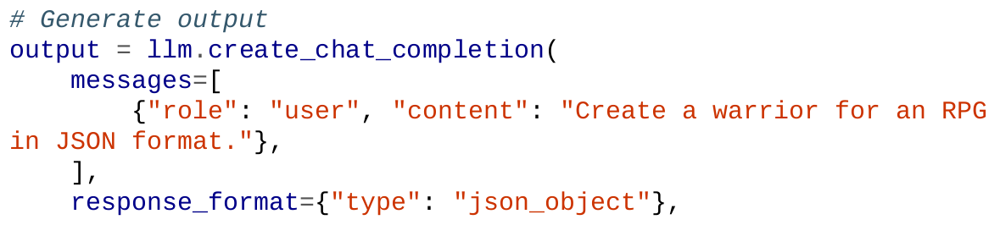 # Generate output
output = llm.create_chat_completion(
    messages=[
        {"role": "user", "content": "Create a warrior for an RPG
in JSON format."},
    ],
    response_format={"type": "json_object"},